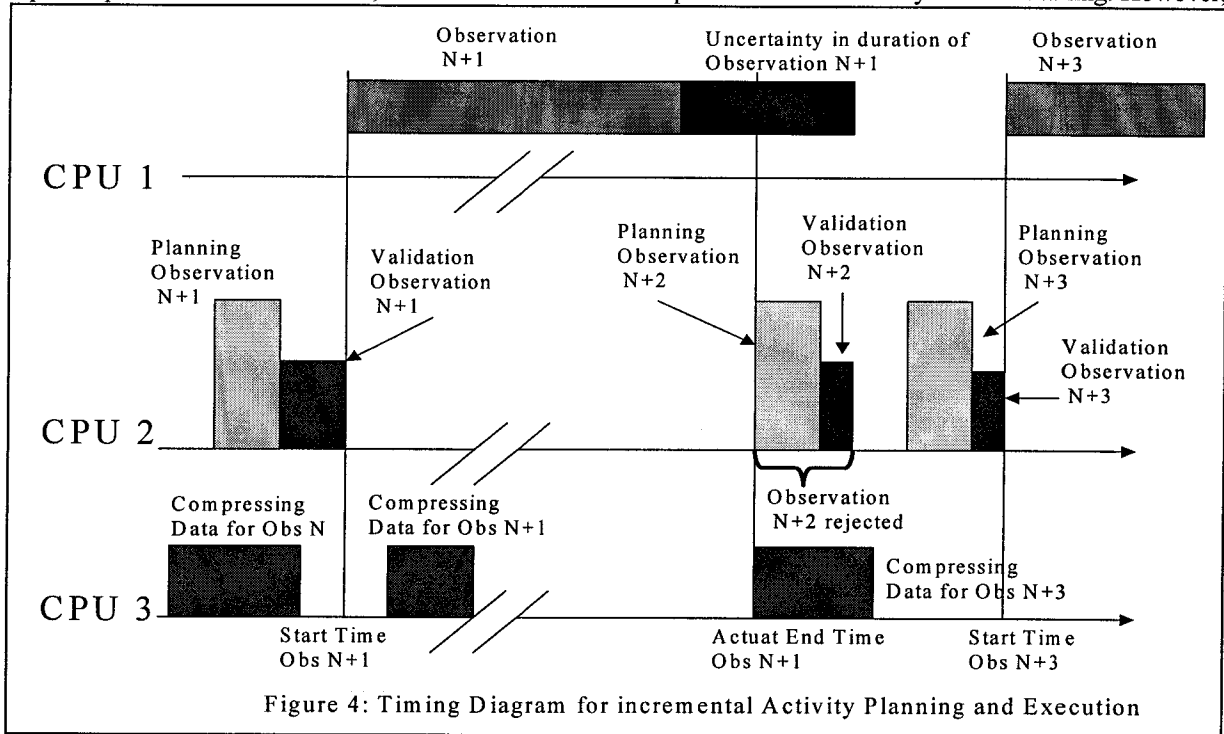 Observation
N+1
Uncertainty in duration of
Observation N+1
Observation
N+3
CPU 1
Planning
Observation
N+1
Validation
Observation
N+1
Planning
Observation
N+2
Validation
Observation
N+2
Planning
Observation
N+3
Validation
Observation
N+3
CPU 2
Observation
N+2 rejected
Compressing
Data for Obs N
Compressing
Data for Obs N+1
Compressing
Data for Obs N+3
CPU 3
Start Time
Obs N+1
Actuat End Time
Obs N+1
Start Time
Obs N+3
Figure 4: Timing Diagram for incremental Activity Planning and Execution